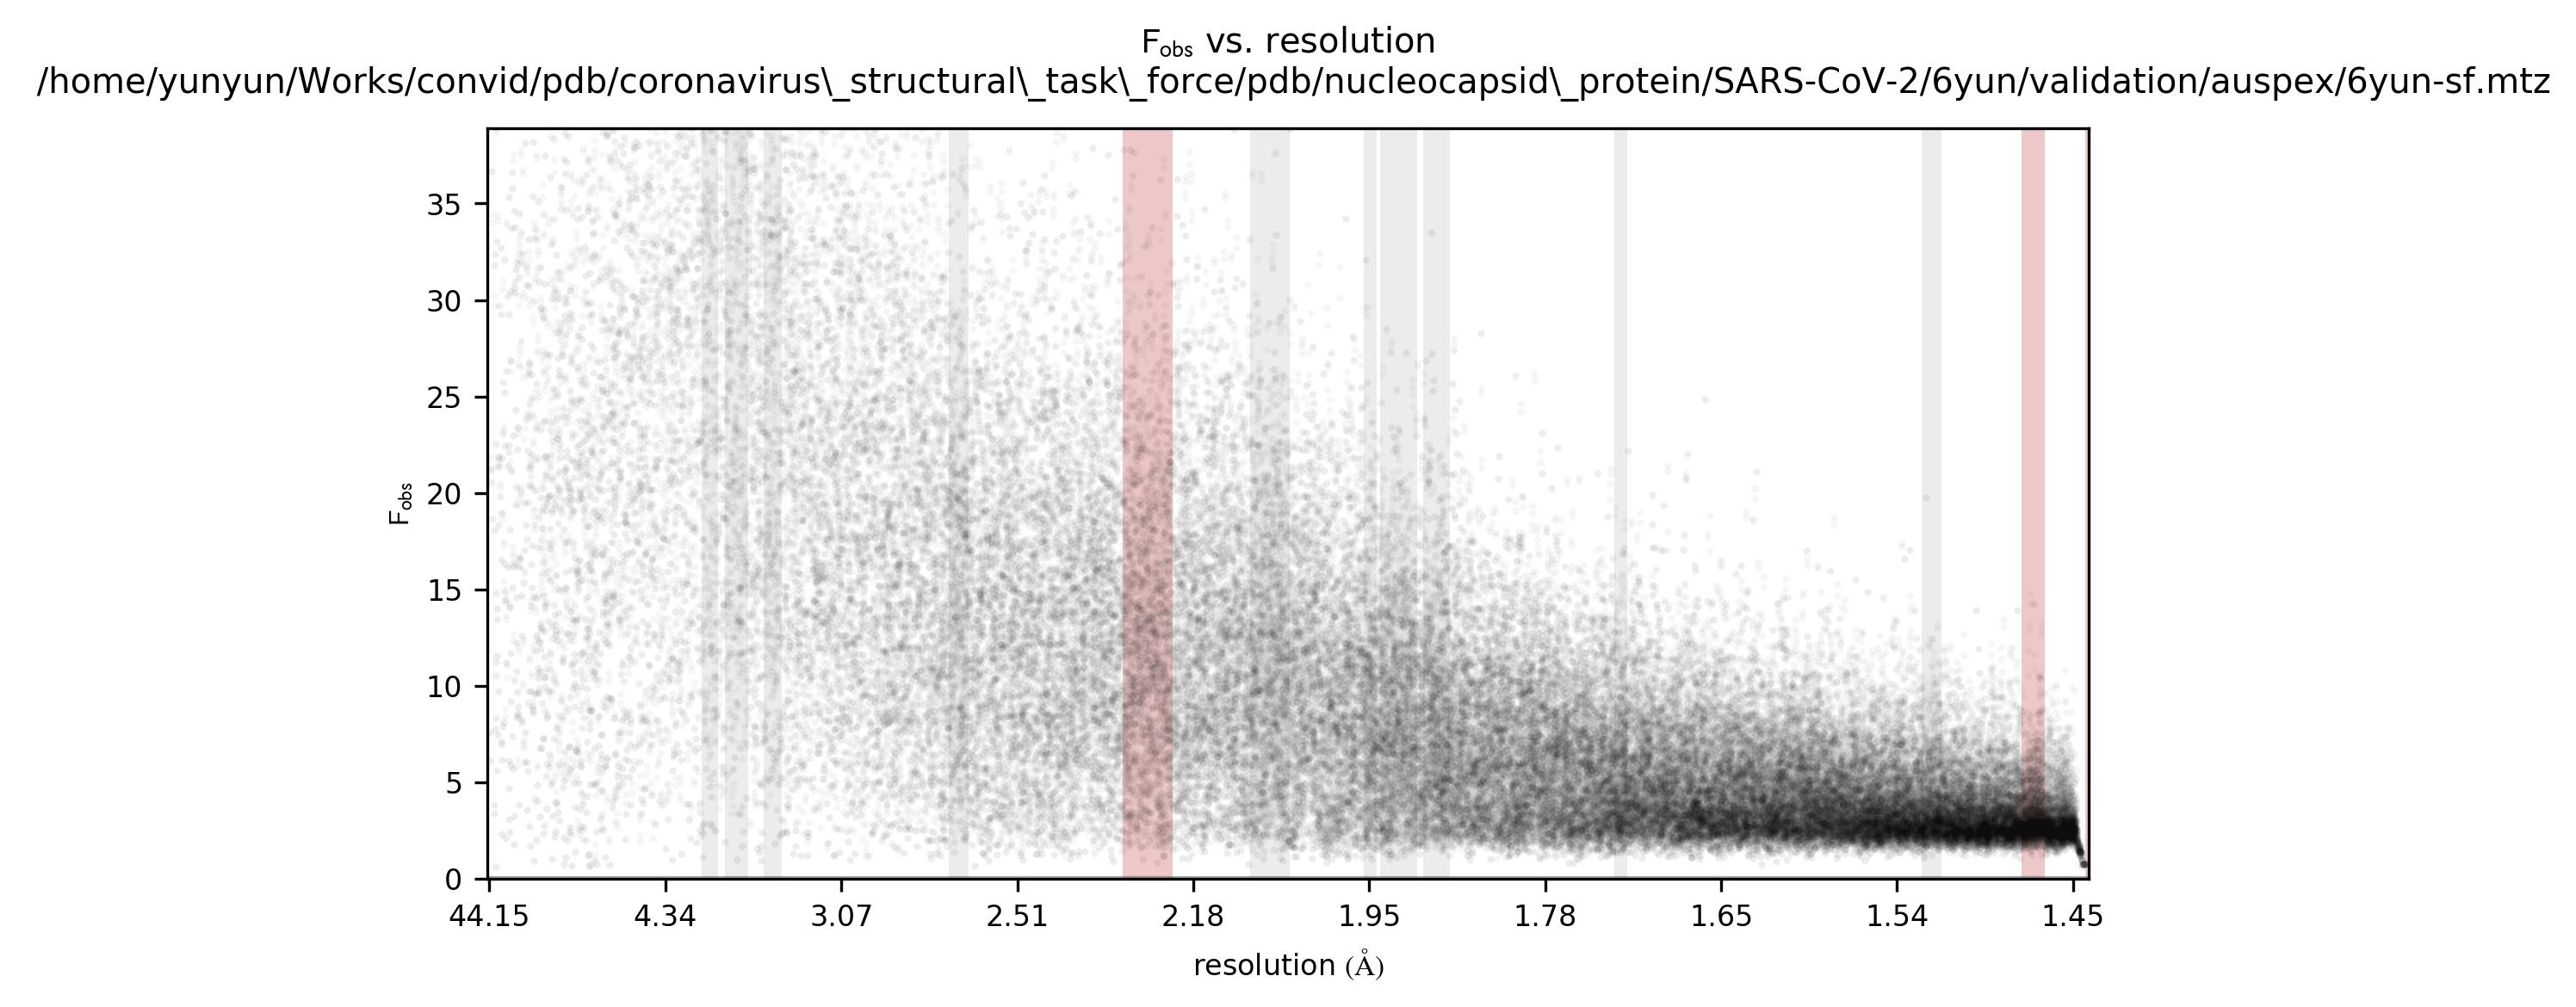 F_obs vs. resolution
/home/yunyun/Works/convid/pdb/coronavirus\_structural\_task\_force/pdb/nucleocapsid\_protein/SARS-CoV-2/6yun/validation/auspex/6yun-sf.mtz
F_obs
35
30
25
20
15
10
5
0
44.15 4.34 3.07 2.51 2.18 1.95 1.78 1.65 1.54 1.45
resolution (Å)